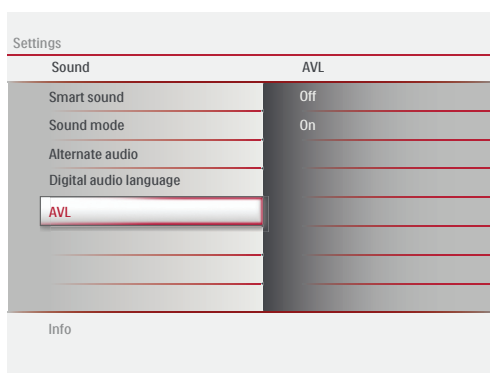 Settings
Sound AVL
Smart sound Off
Sound mode On
Alternate audio
Digital audio language
AVL
Info